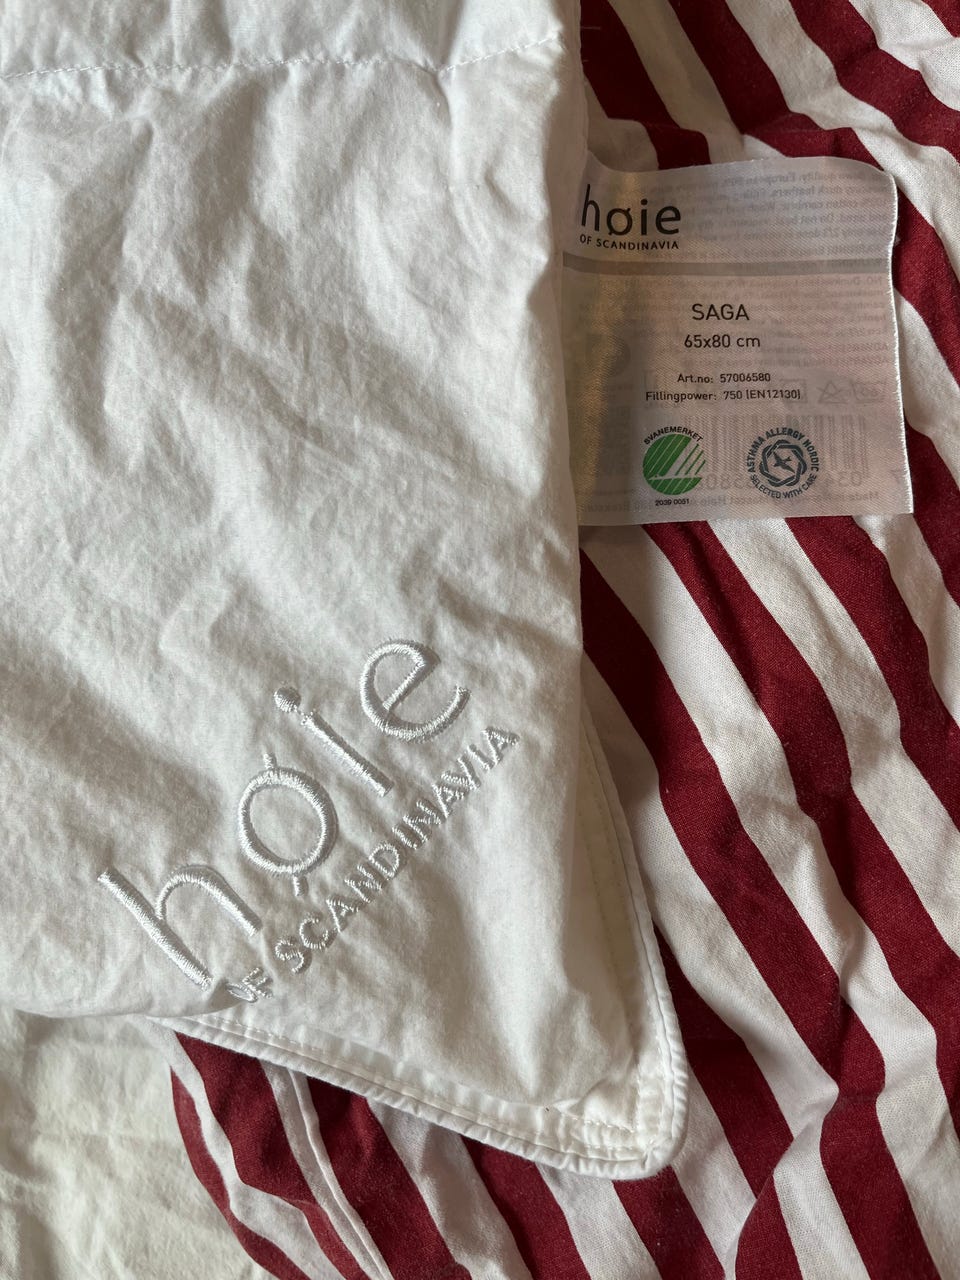 høie
OF SCANDINAVIA
SAGA
65x80 cm
Art.no: 57006580
Fillingpower: 750 (EN12130)
SVANEMERKET
2039 0051
ASTHMA ALLERGY NORDIC
SELECTED WITH CARE
høie
OF SCANDINAVIA